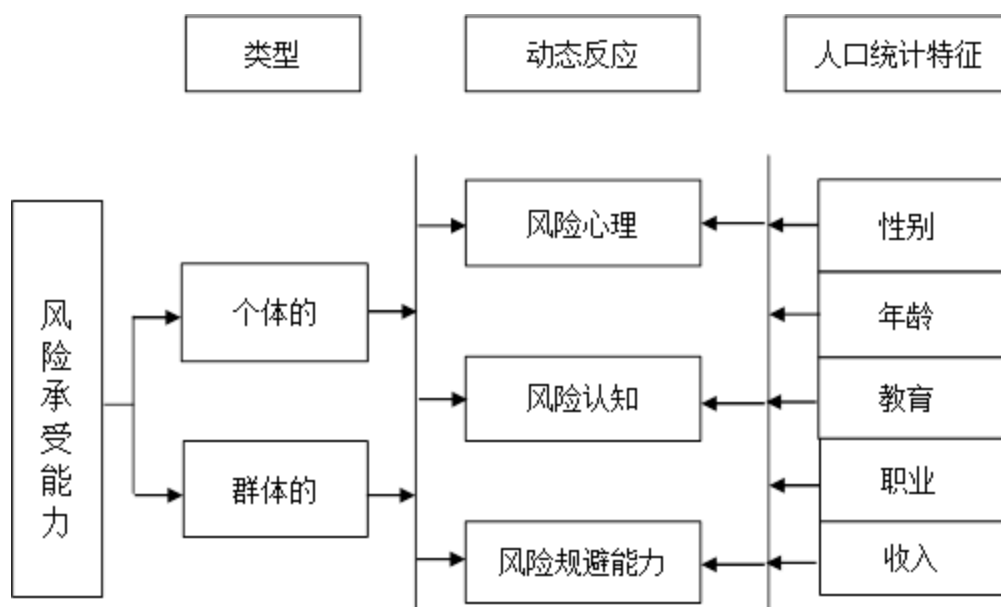 类型
动态反应
人口统计特征
风险承受能力
个体的
群体的
风险心理
风险认知
风险规避能力
性别
年龄
教育
职业
收入